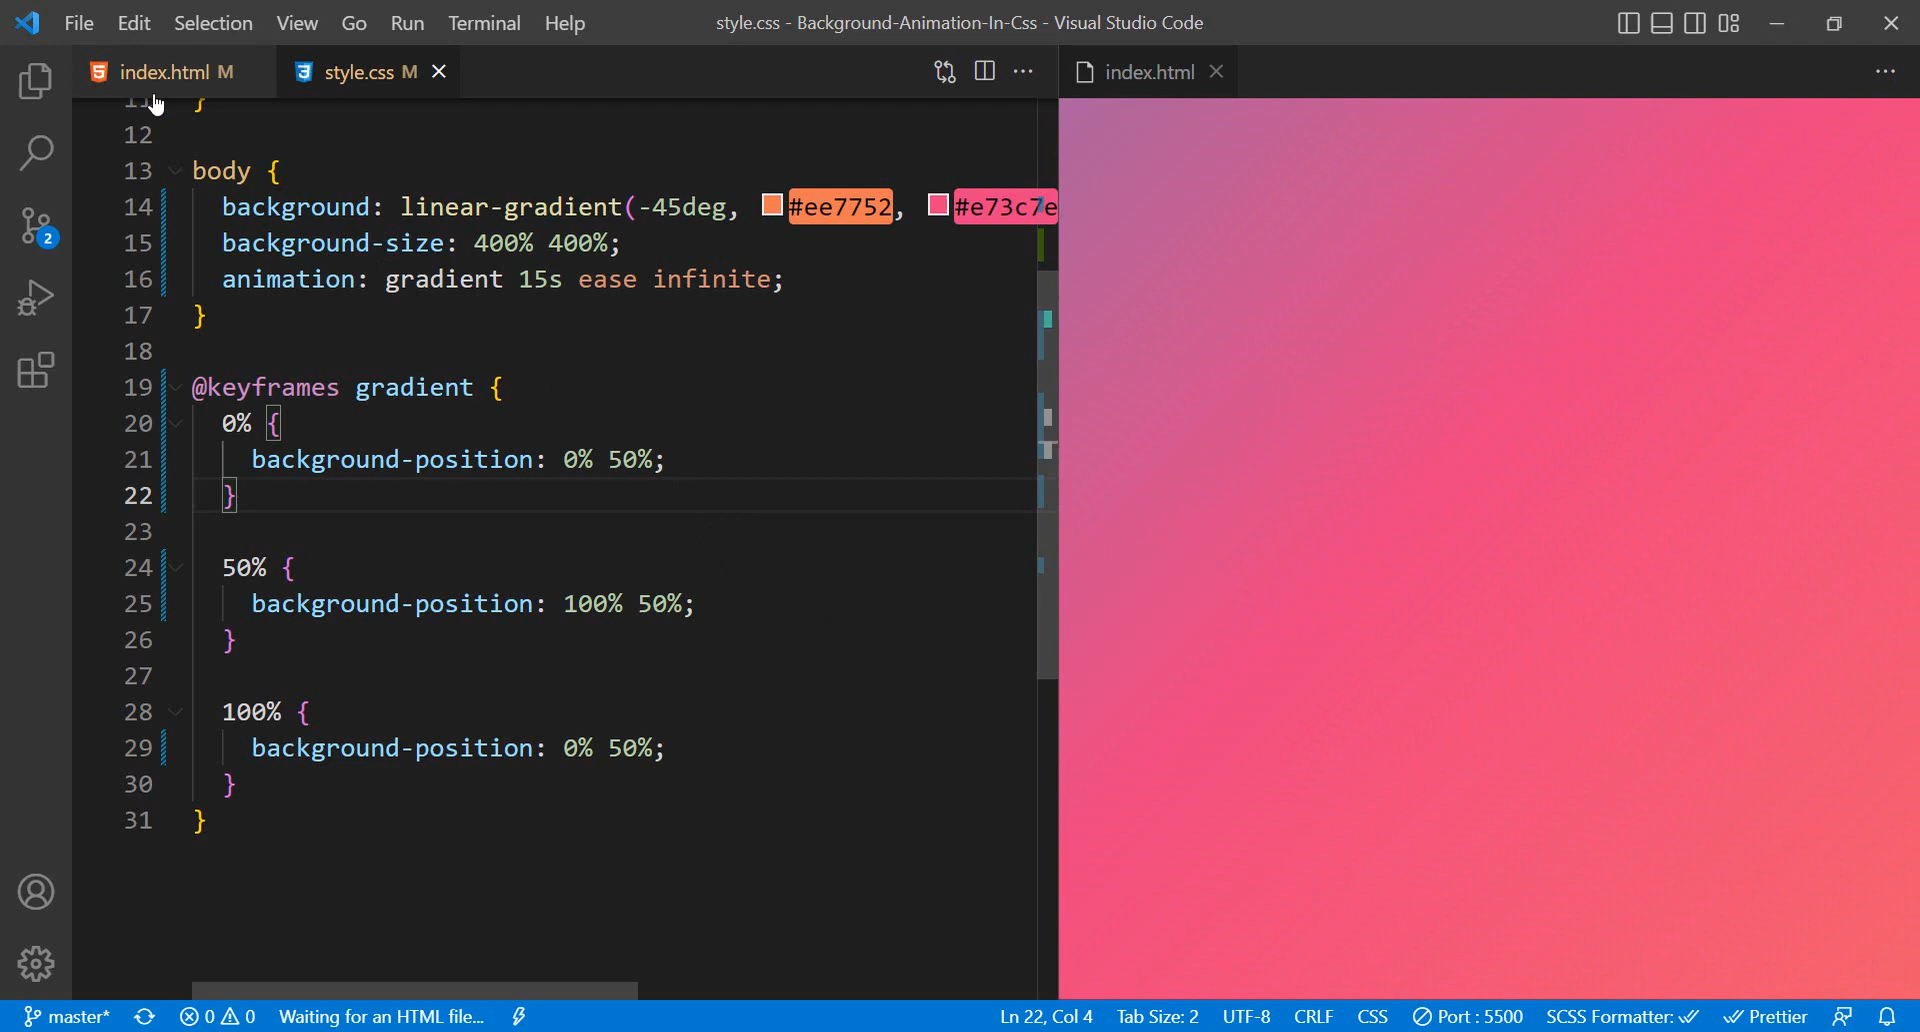 File Edit Selection View Go Run Terminal Help style.css - Background-Animation-In-Css - Visual Studio Code
index.html M style.css M index.html
11 }
12
13 body {
14 background: linear-gradient(-45deg, #ee7752, #e73c7e
15 background-size: 400% 400%;
16 animation: gradient 15s ease infinite;
17 }
18
19 @keyframes gradient {
20 0% {
21 background-position: 0% 50%;
22 }
23
24 50% {
25 background-position: 100% 50%;
26 }
27
28 100% {
29 background-position: 0% 50%;
30 }
31 }
2
master* 0 0 Waiting for an HTML file... Ln 22, Col 4 Tab Size: 2 UTF-8 CRLF CSS Port : 5500 SCSS Formatter: Prettier